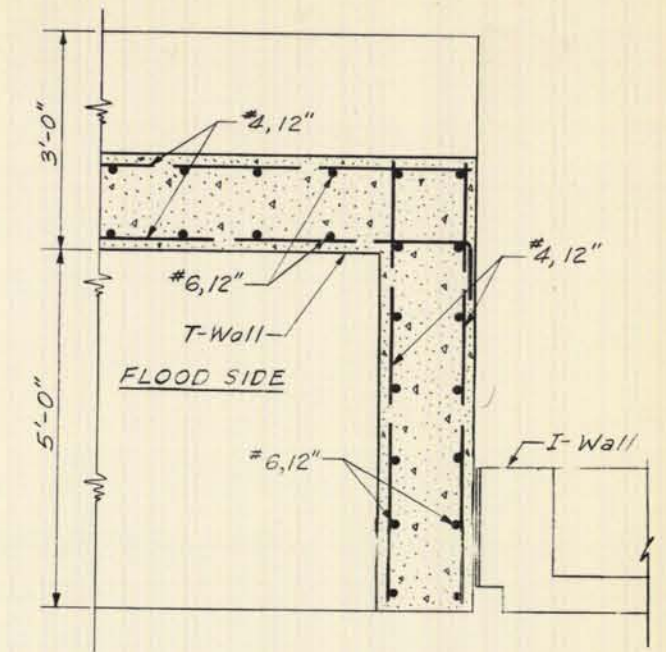 3'-0"
#4, 12"
#6, 12"
#4, 12"
T-Wall
FLOOD SIDE
5'-0"
I-Wall
#6, 12"